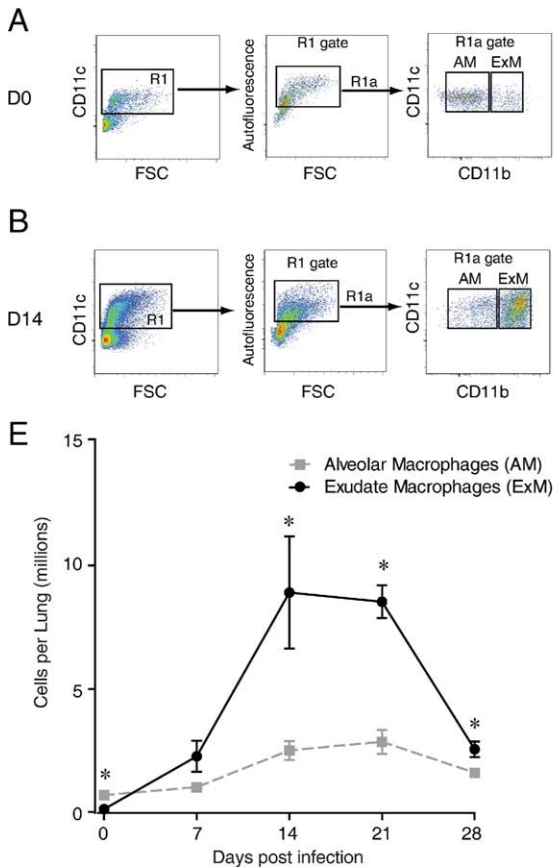 A
D0
CD11c
R1
FSC
R1 gate
Autofluorescence
R1a
FSC
R1a gate
AM ExM
CD11c
CD11b
B
D14
CD11c
R1
FSC
R1 gate
Autofluorescence
R1a
FSC
R1a gate
AM ExM
CD11c
CD11b
E
Cells per Lung (millions)
15
10
5
0
Alveolar Macrophages (AM)
Exudate Macrophages (ExM)
*
*
*
*
0 7 14 21 28
Days post infection